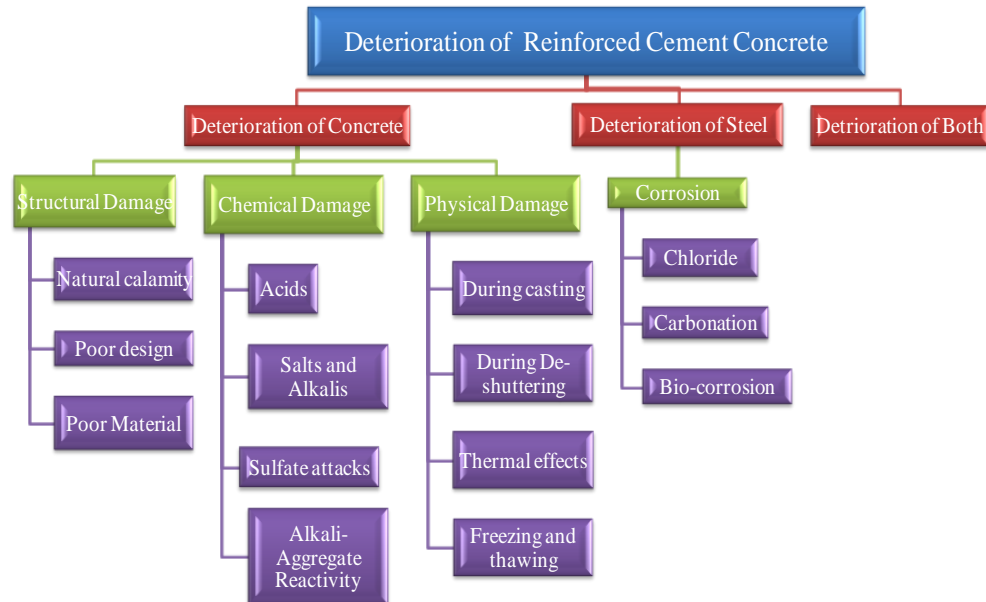 Deterioration of Reinforced Cement Concrete
Deterioration of Concrete
Deterioration of Steel
Detrioration of Both
Structural Damage
Chemical Damage
Physical Damage
Corrosion
Natural calamity
Poor design
Poor Material
Acids
Salts and
Alkalis
Sulfate attacks
Alkali-
Aggregate
Reactivity
During casting
During De-
shuttering
Thermal effects
Freezing and
thawing
Chloride
Carbonation
Bio-corrosion